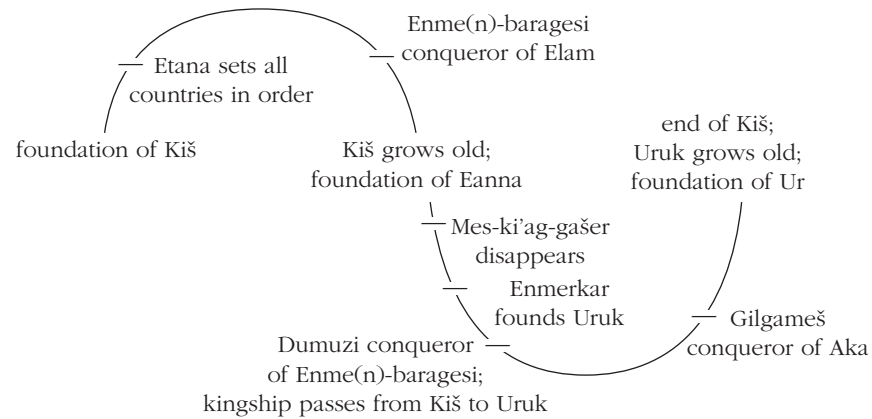 Enme(n)-baragesi
conqueror of Elam
Etana sets all
countries in order
foundation of Kiš
Kiš grows old;
foundation of Eanna
end of Kiš;
Uruk grows old;
foundation of Ur
Mes-ki’ag-gašer
disappears
Enmerkar
founds Uruk
Gilgameš
conqueror of Aka
Dumuzi conqueror
of Enme(n)-baragesi;
kingship passes from Kiš to Uruk